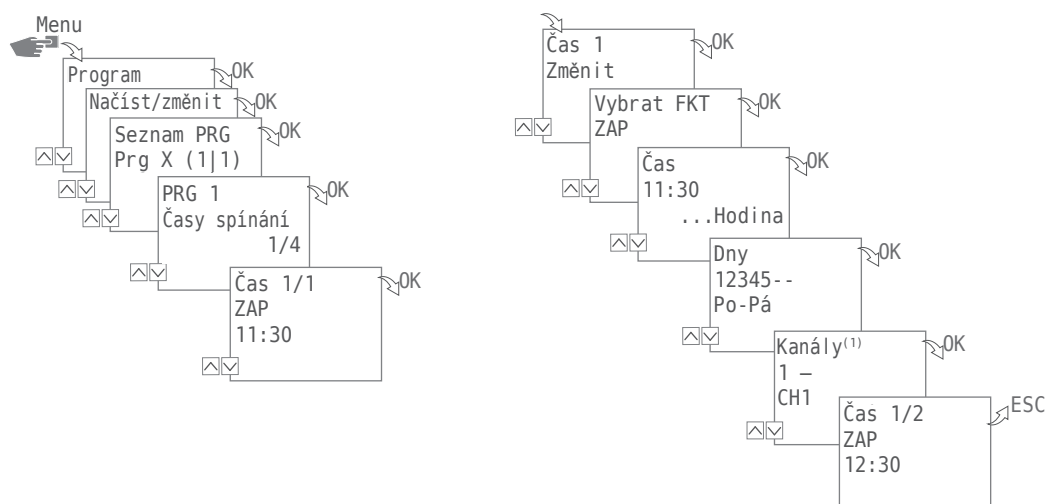 Menu
Program
OK
Načíst/změnit
OK
Seznam PRG
Prg X (1|1)
OK
PRG 1
Časy spínání
1/4
OK
Čas 1/1
ZAP
11:30
OK
Čas 1
Změnit
OK
Vybrat FKT
ZAP
OK
Čas
11:30
...Hodina
OK
Dny
12345--
Po-Pá
OK
Kanály(1)
1 –
CH1
OK
Čas 1/2
ZAP
12:30
ESC